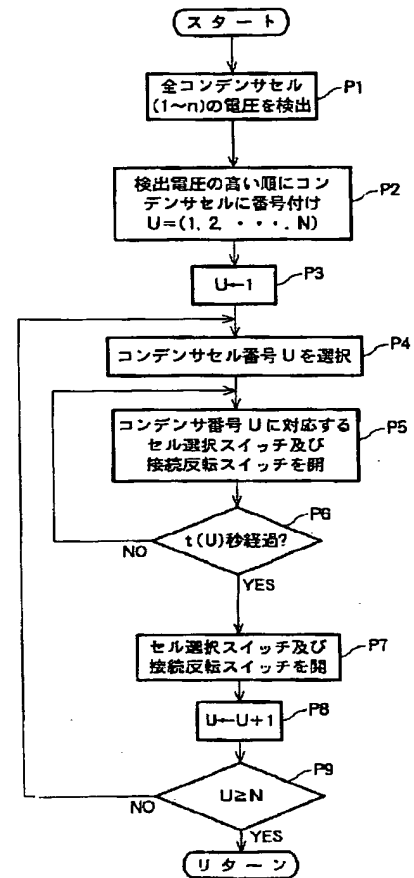 スタート
全コンデンサセル
(1~n)の電圧を検出
P1
検出電圧の高い順にコン
デンサセルに番号付け
U=(1, 2, ・・・, N)
P2
U←1
P3
コンデンサセル番号Uを選択
P4
コンデンサ番号Uに対応する
セル選択スイッチ及び
接続反転スイッチを開
P5
t(U)秒経過?
P6
NO
YES
セル選択スイッチ及び
接続反転スイッチを開
P7
U←U+1
P8
U≥N
P9
NO
YES
リターン